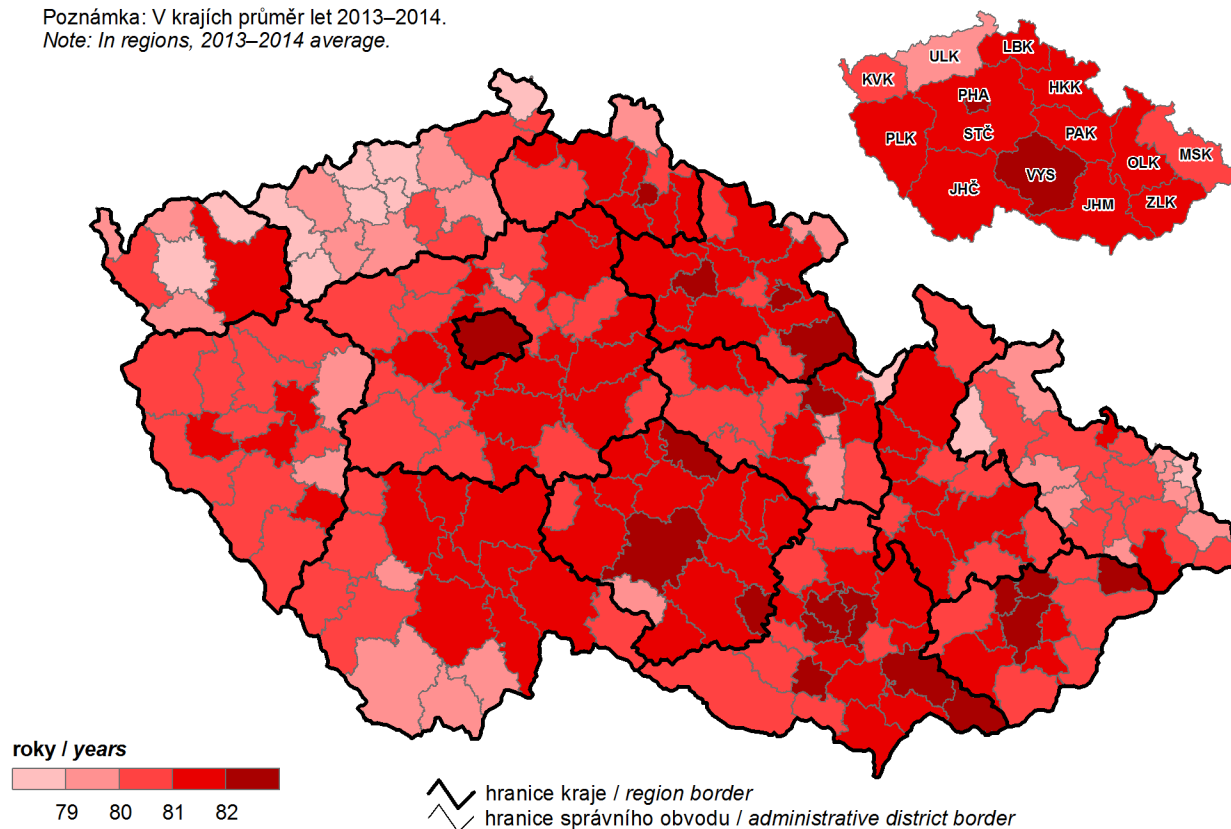 Poznámka: V krajích průměr let 2013–2014.
Note: In regions, 2013–2014 average.
LBK
ULK
KVK
HKK
PHA
STČ
PLK
PAK
OLK
MSK
VYS
JHČ
JHM
ZLK
roky / years
79 80 81 82
hranice kraje / region border
hranice správního obvodu / administrative district border